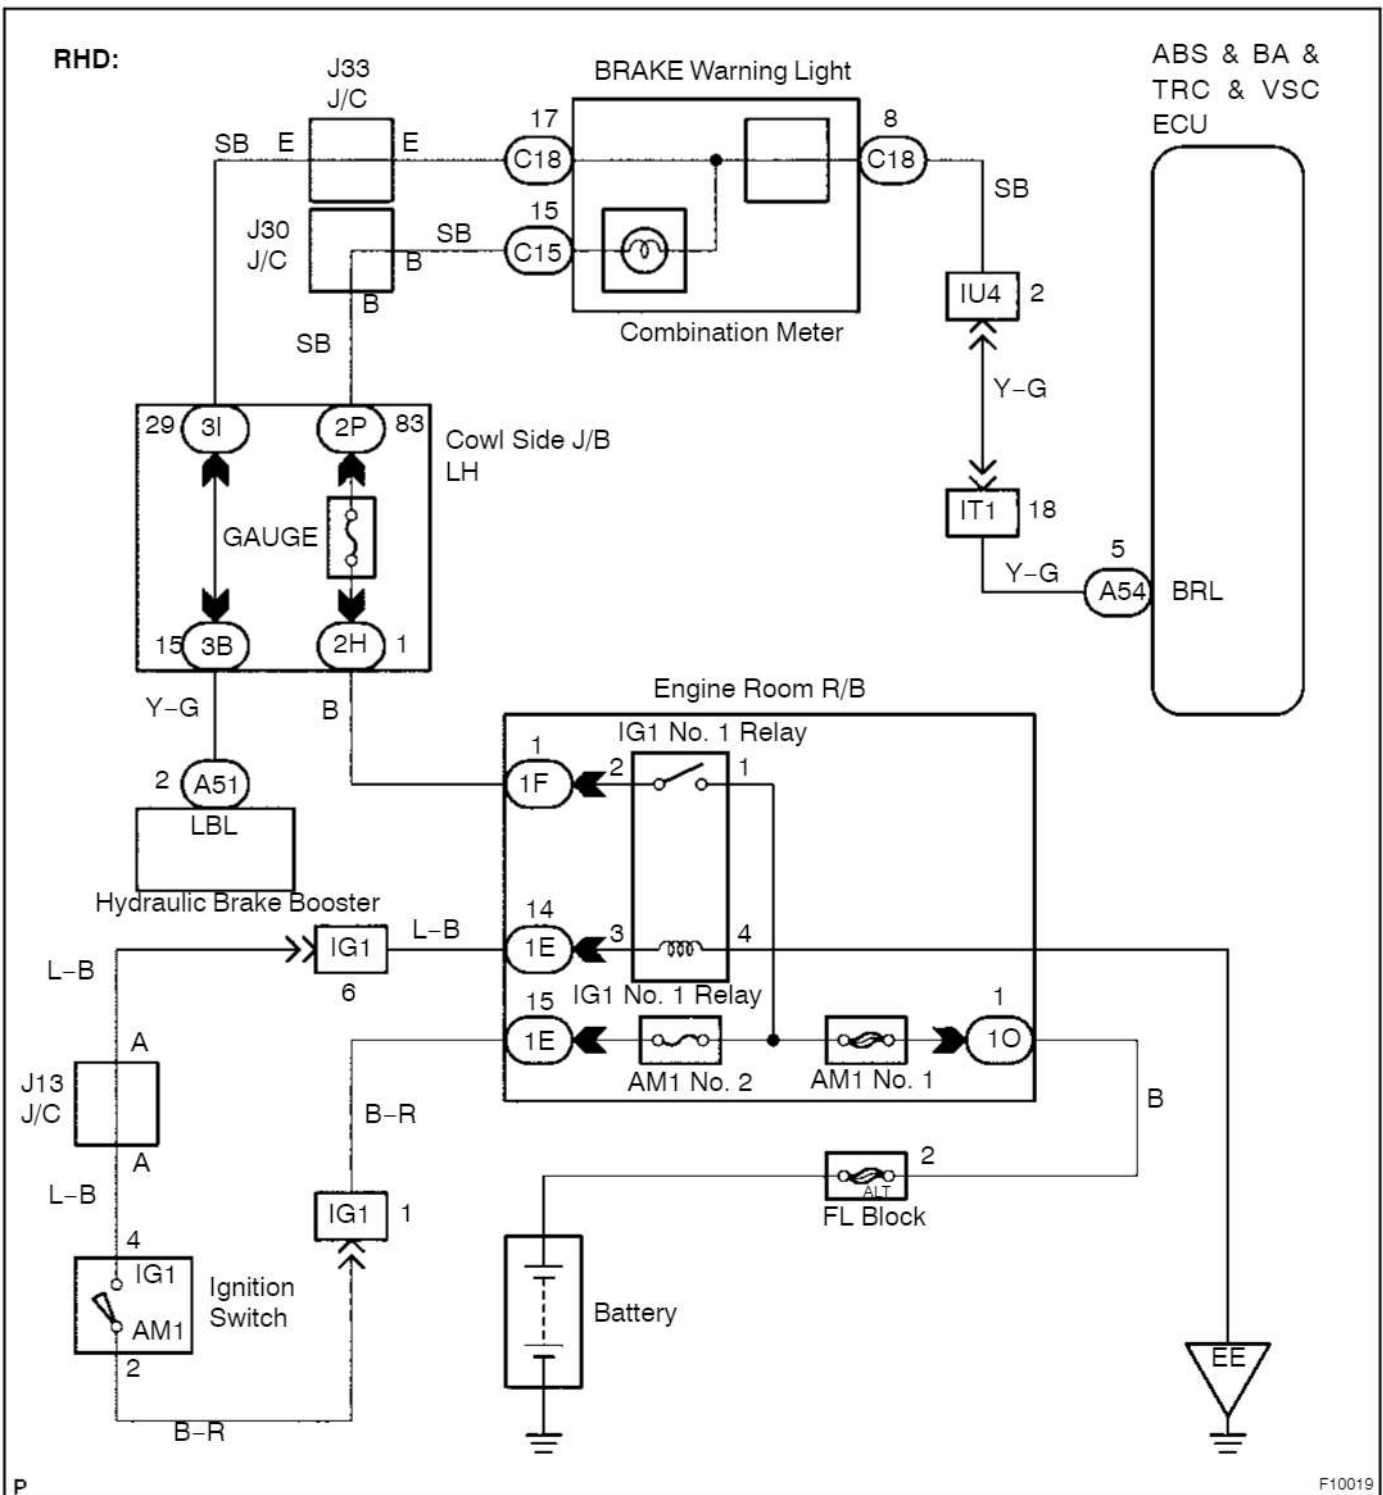 RHD:
J33
J/C
BRAKE Warning Light
ABS & BA &
TRC & VSC
ECU
SB
E
E
17
C18
8
C18
SB
J30
J/C
SB
B
B
15
C15
SB
Combination Meter
IU4
2
Y-G
29
3I
2P
83
Cowl Side J/B
LH
GAUGE
IT1
18
Y-G
5
A54
BRL
15
3B
2H
1
Y-G
B
Engine Room R/B
IG1 No. 1 Relay
1
1F
2
1
2
A51
LBL
Hydraulic Brake Booster
L-B
IG1
6
L-B
14
1E
3
4
IG1 No. 1 Relay
15
1E
1
1O
AM1 No. 2
AM1 No. 1
A
J13
J/C
A
L-B
B-R
B
2
ALT
FL Block
IG1
1
4
IG1
AM1
2
Ignition
Switch
Battery
B-R
EE
P
F10019